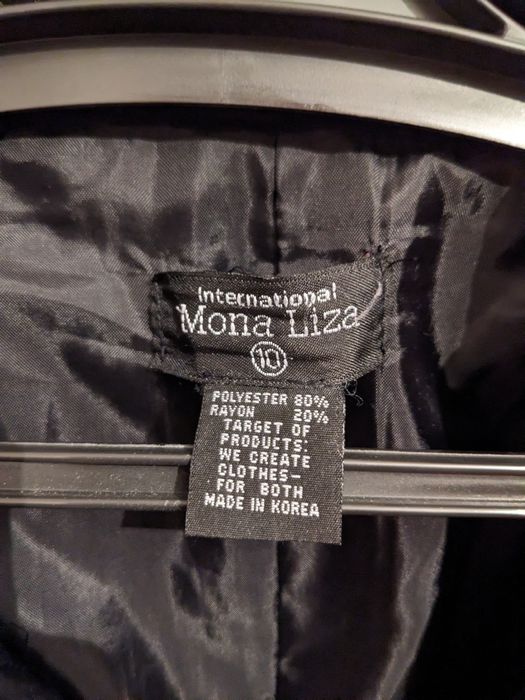 International
Mona Liza
10
POLYESTER 80%
RAYON 20%
TARGET OF
PRODUCTS:
WE CREATE
CLOTHES-
FOR BOTH
MADE IN KOREA